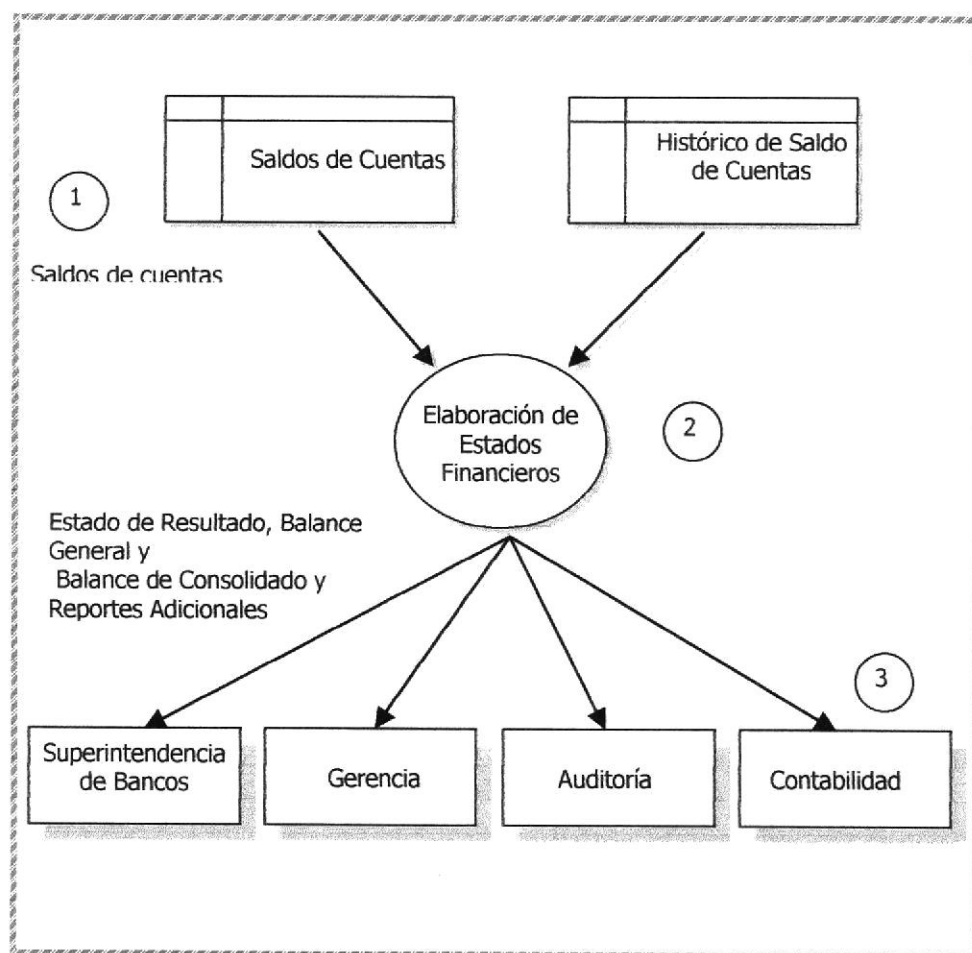 Saldos de Cuentas
Histórico de Saldo
de Cuentas
1
Saldos de cuentas
Elaboración de
Estados
Financieros
2
Estado de Resultado, Balance
General y
Balance de Consolidado y
Reportes Adicionales
3
Superintendencia
de Bancos
Gerencia
Auditoría
Contabilidad